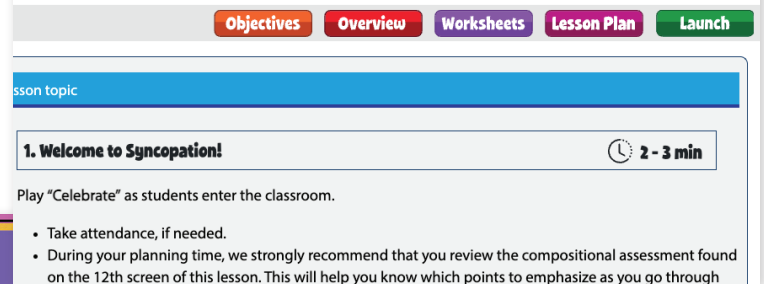 Objectives Overview Worksheets Lesson Plan Launch
sson topic
1. Welcome to Syncopation! 2 - 3 min
Play “Celebrate” as students enter the classroom.
• Take attendance, if needed.
• During your planning time, we strongly recommend that you review the compositional assessment found
on the 12th screen of this lesson. This will help you know which points to emphasize as you go through